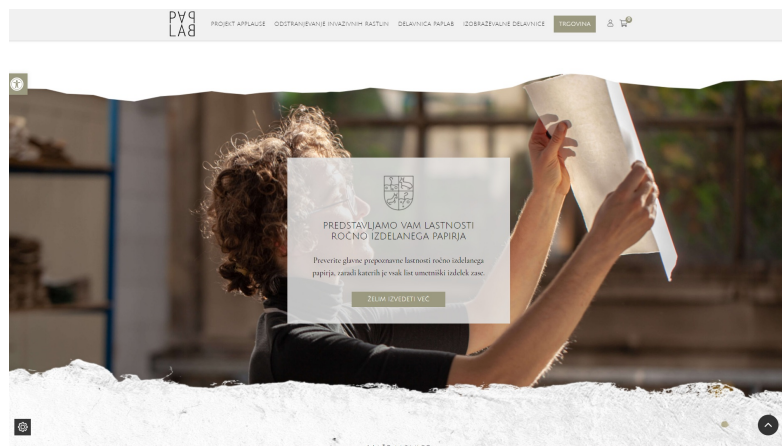 PAP
LAB
PROJEKT APPLAUSE
ODSTRANJEVANJE INVAZIVNIH RASTLIN
DELAVNICA PAPLAB
IZOBRAŽEVALNE DELAVNICE
TRGOVINA
0
PREDSTAVLJAMO VAM LASTNOSTI
ROČNO IZDELANEGA PAPIRJA
Preverite glavne prepoznavne lastnosti ročno izdelanega
papirja, zaradi katerih je vsak list umetniški izdelek zase.
ŽELIM IZVEDETI VEČ